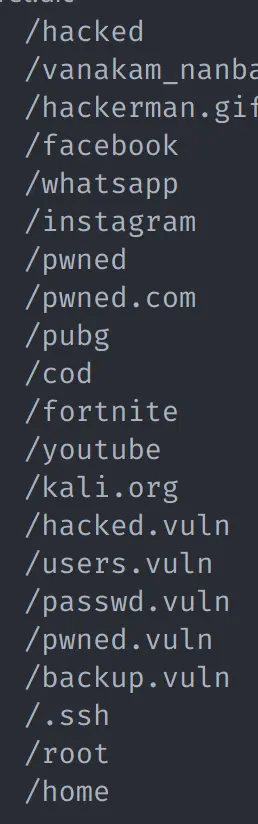 /hacked
/vanakam_nanba
/hackerman.gif
/facebook
/whatsapp
/instagram
/pwned
/pwned.com
/pubg
/cod
/fortnite
/youtube
/kali.org
/hacked.vuln
/users.vuln
/passwd.vuln
/pwned.vuln
/backup.vuln
/.ssh
/root
/home